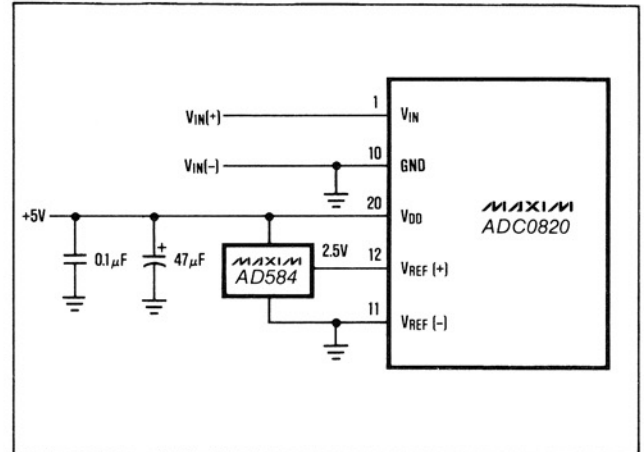 1
VIN(+)
VIN
10
VIN(-)
GND
20
+5V
VDD
MAXIM
ADC0820
0.1µF
+
47µF
MAXIM
AD584
2.5V
12
VREF (+)
11
VREF (-)